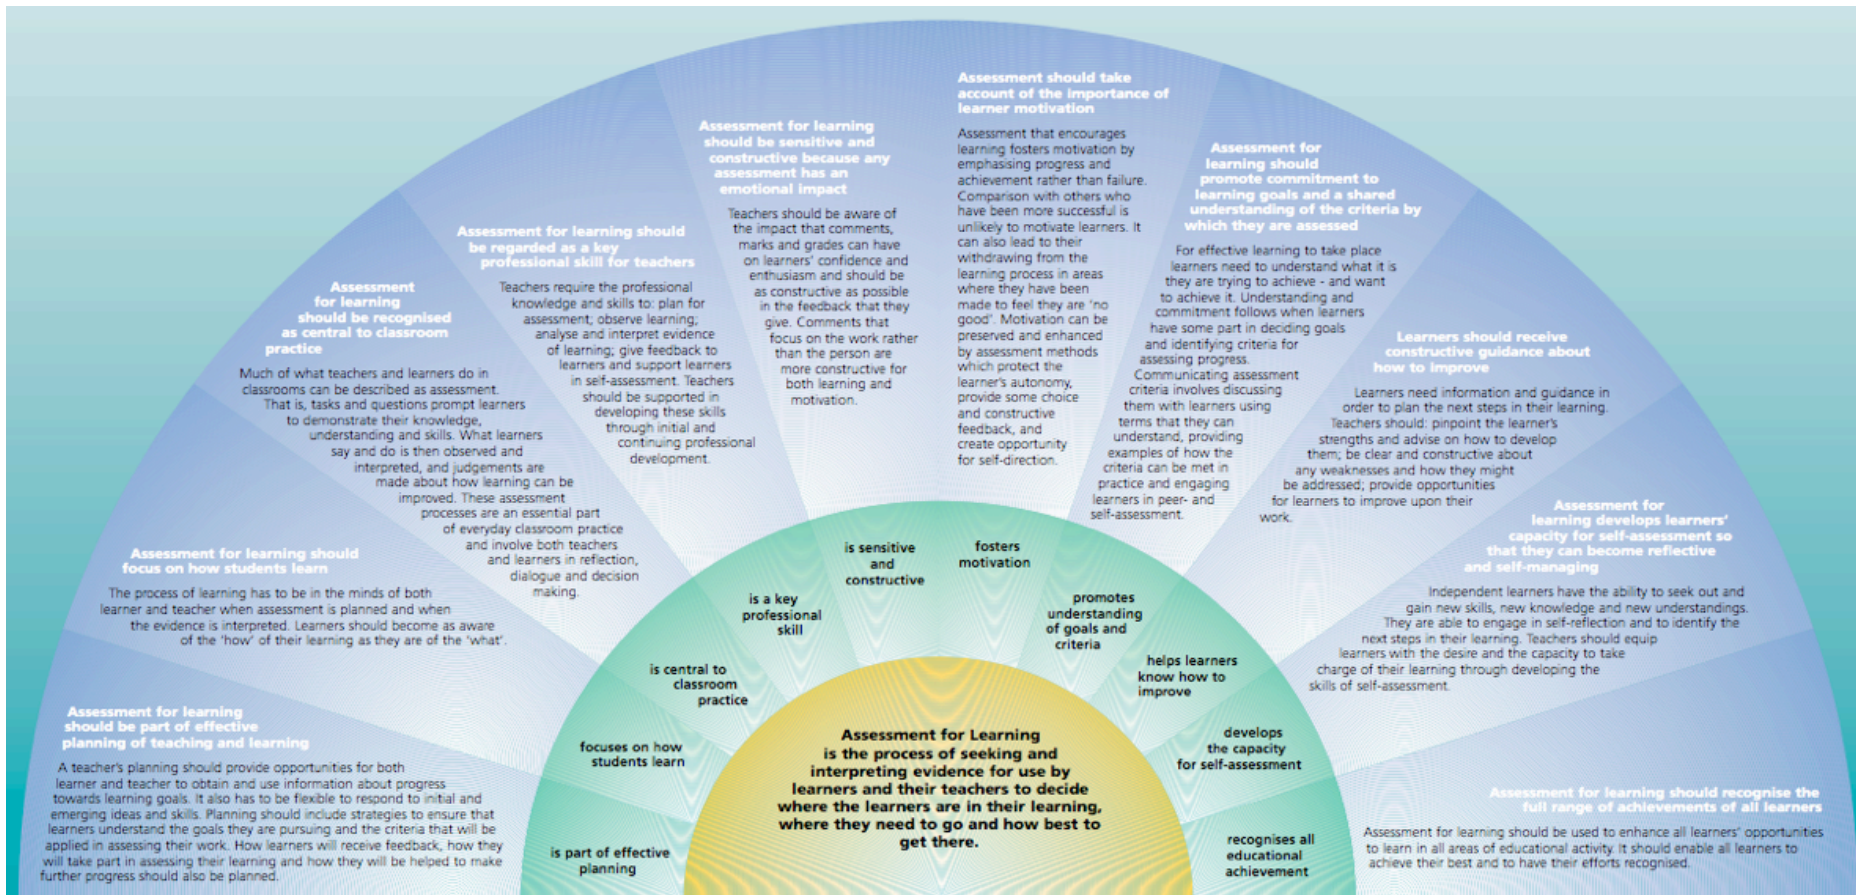 Assessment for learning
should be part of effective
planning of teaching and learning
A teacher's planning should provide opportunities for both
learner and teacher to obtain and use information about progress
towards learning goals. It also has to be flexible to respond to initial and
emerging ideas and skills. Planning should include strategies to ensure that
learners understand the goals they are pursuing and the criteria that will be
applied in assessing their work. How learners will receive feedback, how they
will take part in assessing their learning and how they will be helped to make
further progress should also be planned.
Assessment for learning should
focus on how students learn
The process of learning has to be in the minds of both
learner and teacher when assessment is planned and when
the evidence is interpreted. Learners should become as aware
of the 'how' of their learning as they are of the 'what'.
Assessment
for learning
should be recognised
as central to classroom
practice
Much of what teachers and learners do in
classrooms can be described as assessment.
That is, tasks and questions prompt learners
to demonstrate their knowledge,
understanding and skills. What learners
say and do is then observed and
interpreted, and judgements are
made about how learning can be
improved. These assessment
processes are an essential part
of everyday classroom practice
and involve both teachers
and learners in reflection,
dialogue and decision
making.
Assessment for learning should
be regarded as a key
professional skill for teachers
Teachers require the professional
knowledge and skills to: plan for
assessment; observe learning;
analyse and interpret evidence
of learning; give feedback to
learners and support learners
in self-assessment. Teachers
should be supported in
developing these skills
through initial and
continuing professional
development.
Assessment for learning
should be sensitive and
constructive because any
assessment has an
emotional impact
Teachers should be aware of
the impact that comments,
marks and grades can have
on learners' confidence and
enthusiasm and should be
as constructive as possible
in the feedback that they
give. Comments that
focus on the work rather
than the person are
more constructive for
both learning and
motivation.
Assessment should take
account of the importance of
learner motivation
Assessment that encourages
learning fosters motivation by
emphasising progress and
achievement rather than failure.
Comparison with others who
have been more successful is
unlikely to motivate learners. It
can also lead to their
withdrawing from the
learning process in areas
where they have been
made to feel they are 'no
good'. Motivation can be
preserved and enhanced
by assessment methods
which protect the
learner's autonomy,
provide some choice
and constructive
feedback, and
create opportunity
for self-direction.
Assessment for
learning should
promote commitment to
learning goals and a shared
understanding of the criteria by
which they are assessed
For effective learning to take place
learners need to understand what it is
they are trying to achieve - and want
to achieve it. Understanding and
commitment follows when learners
have some part in deciding goals
and identifying criteria for
assessing progress.
Communicating assessment
criteria involves discussing
them with learners using
terms that they can
understand, providing
examples of how the
criteria can be met in
practice and engaging
learners in peer- and
self-assessment.
Learners should receive
constructive guidance about
how to improve
Learners need information and guidance in
order to plan the next steps in their learning.
Teachers should: pinpoint the learner's
strengths and advise on how to develop
them; be clear and constructive about
any weaknesses and how they might
be addressed; provide opportunities
for learners to improve upon their
work.
Assessment for
learning develops learners'
capacity for self-assessment so
that they can become reflective
and self-managing
Independent learners have the ability to seek out and
gain new skills, new knowledge and new understandings.
They are able to engage in self-reflection and to identify the
next steps in their learning. Teachers should equip
learners with the desire and the capacity to take
charge of their learning through developing the
skills of self-assessment.
Assessment for learning should recognise the
full range of achievements of all learners
Assessment for learning should be used to enhance all learners' opportunities
to learn in all areas of educational activity. It should enable all learners to
achieve their best and to have their efforts recognised.
is part of effective
planning
focuses on how
students learn
is central to
classroom
practice
is a key
professional
skill
is sensitive
and
constructive
fosters
motivation
promotes
understanding
of goals and
criteria
helps learners
know how to
improve
develops
the capacity
for self-assessment
recognises all
educational
achievement
Assessment for Learning
is the process of seeking and
interpreting evidence for use by
learners and their teachers to decide
where the learners are in their learning,
where they need to go and how best to
get there.